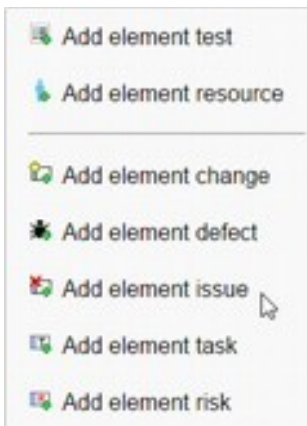 Add element test
Add element resource
Add element change
Add element defect
Add element issue
Add element task
Add element risk